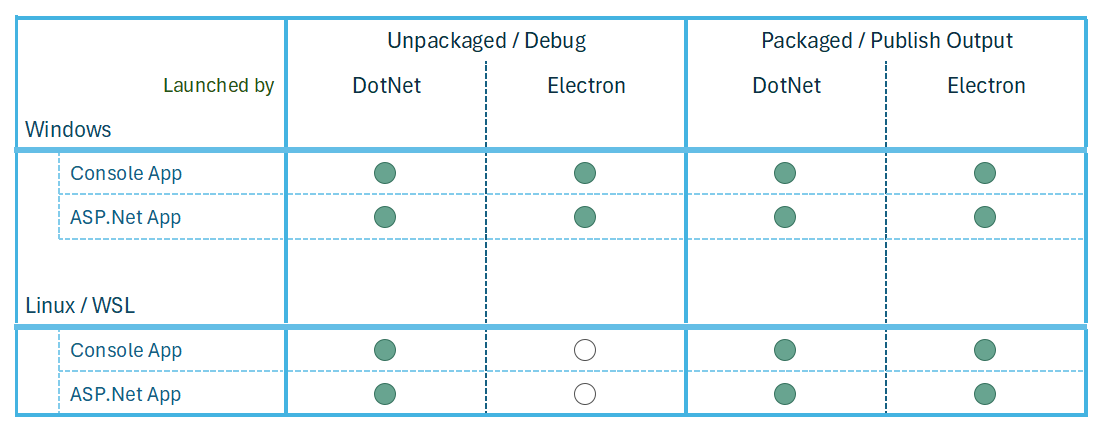 Unpackaged / Debug Packaged / Publish Output
Launched by DotNet Electron DotNet Electron
Windows
Console App
ASP.Net App
Linux / WSL
Console App
ASP.Net App